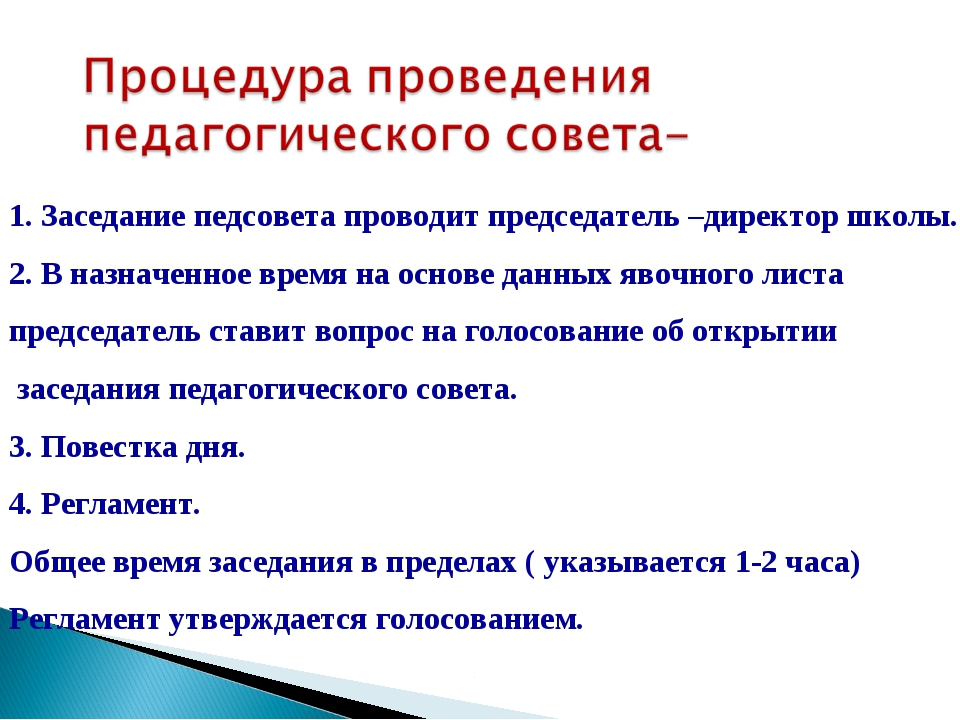 Процедура проведения
педагогического совета-
1. Заседание педсовета проводит председатель –директор школы.
2. В назначенное время на основе данных явочного листа
председатель ставит вопрос на голосование об открытии
заседания педагогического совета.
3. Повестка дня.
4. Регламент.
Общее время заседания в пределах ( указывается 1-2 часа)
Регламент утверждается голосованием.